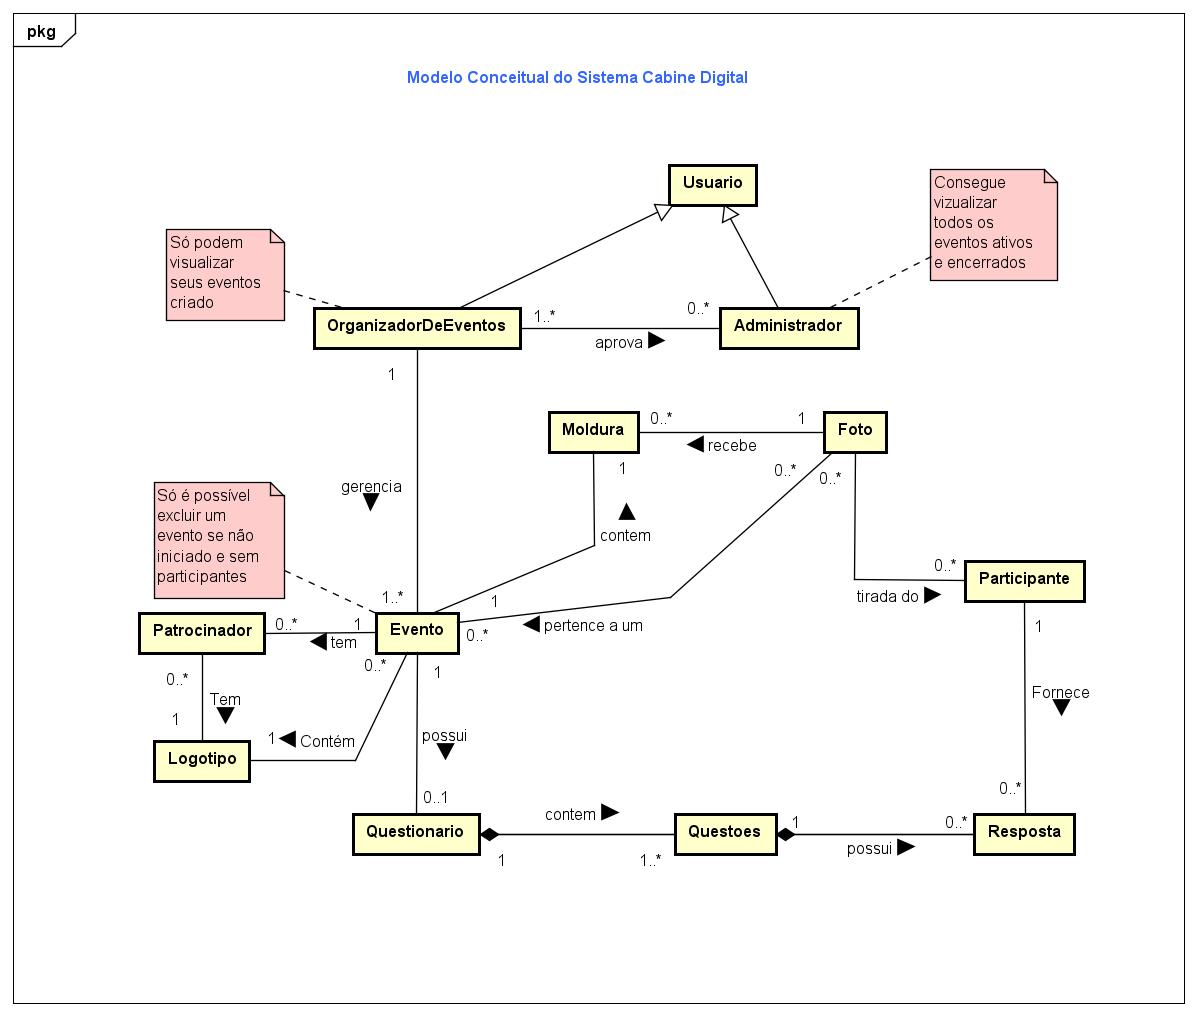 pkg
Modelo Conceitual do Sistema Cabine Digital
Usuario
Consegue
vizualizar
todos os
eventos ativos
e encerrados
Só podem
visualizar
seus eventos
criado
OrganizadorDeEventos
1..*
0..*
aprova
Administrador
1
Moldura
0..*
1
recebe
Foto
1
0..*
0..*
gerencia
Só é possível
excluir um
evento se não
iniciado e sem
participantes
contem
0..*
Participante
tirada do
1..*
1
Patrocinador
0..*
1
tem
Evento
0..*
pertence a um
1
0..*
1
0..*
Tem
1
Fornece
1
Contém
possui
Logotipo
0..1
0..*
Questionario
contem
1
1..*
Questoes
1
0..*
possui
Resposta